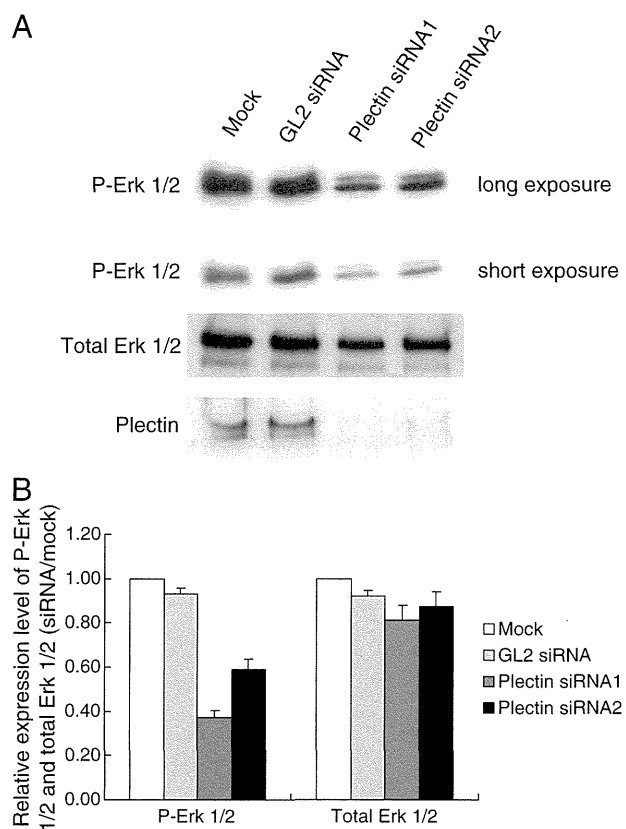 A
Mock
GL2 siRNA
Plectin siRNA1
Plectin siRNA2
P-Erk 1/2 long exposure
P-Erk 1/2 short exposure
Total Erk 1/2
Plectin
B
Relative expression level of P-Erk
1/2 and total Erk 1/2 (siRNA/mock)
1.20
1.00
0.80
0.60
0.40
0.20
0.00
P-Erk 1/2
Total Erk 1/2
Mock
GL2 siRNA
Plectin siRNA1
Plectin siRNA2